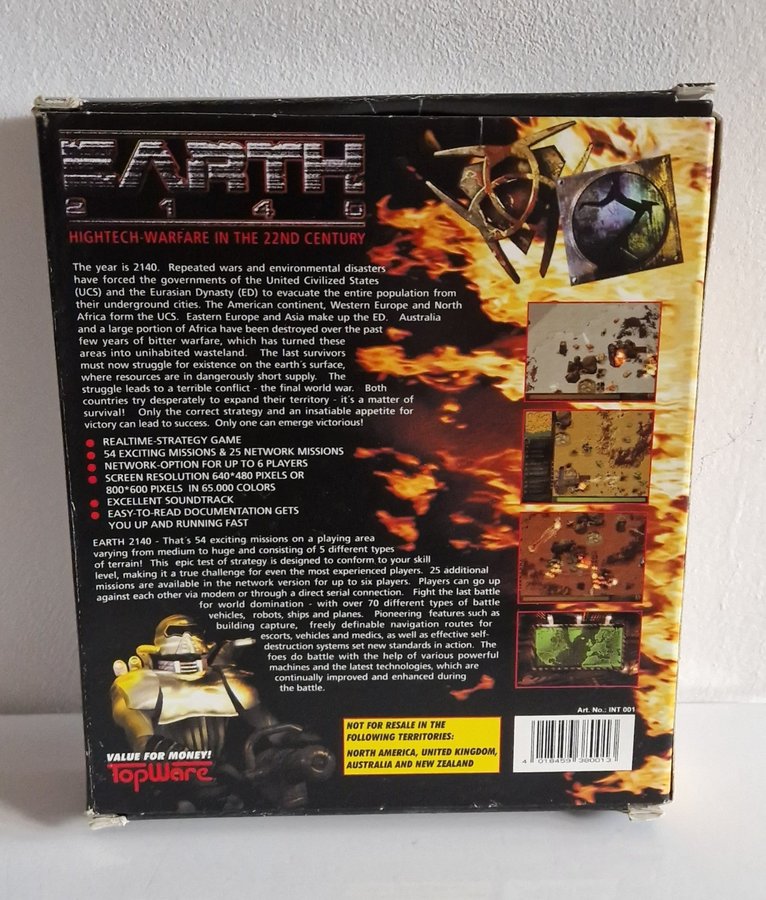 EARTH
2140
HIGHTECH-WARFARE IN THE 22ND CENTURY
The year is 2140. Repeated wars and environmental disasters
have forced the governments of the United Civilized States
(UCS) and the Eurasian Dynasty (ED) to evacuate the entire population from
their underground cities. The American continent, Western Europe and North
Africa form the UCS. Eastern Europe and Asia make up the ED. Australia
and a large portion of Africa have been destroyed over the past
few years of bitter warfare, which has turned these
areas into unihabited wasteland. The last survivors
must now struggle for existence on the earth's surface,
where resources are in dangerously short supply. The
struggle leads to a terrible conflict - the final world war. Both
countries try desperately to expand their territory - it's a matter of
survival! Only the correct strategy and an insatiable appetite for
victory can lead to success. Only one can emerge victorious!
REALTIME-STRATEGY GAME
54 EXCITING MISSIONS & 25 NETWORK MISSIONS
NETWORK-OPTION FOR UP TO 6 PLAYERS
SCREEN RESOLUTION 640*480 PIXELS OR
800*600 PIXELS IN 65,000 COLORS
EXCELLENT SOUNDTRACK
EASY-TO-READ DOCUMENTATION GETS
YOU UP AND RUNNING FAST
EARTH 2140 - That's 54 exciting missions on a playing area
varying from medium to huge and consisting of 5 different types
of terrain! This epic test of strategy is designed to conform to your skill
level, making it a true challenge for even the most experienced players. 25 additional
missions are available in the network version for up to six players. Players can go up
against each other via modem or through a direct serial connection. Fight the last battle
for world domination - with over 70 different types of battle
vehicles, robots, ships and planes. Pioneering features such as
building capture, freely definable navigation routes for
escorts, vehicles and medics, as well as effective self-
destruction systems set new standards in action. The
foes do battle with the help of various powerful
machines and the latest technologies, which are
continually improved and enhanced during
the battle.
Art. No.: INT 001
NOT FOR RESALE IN THE
FOLLOWING TERRITORIES:
NORTH AMERICA, UNITED KINGDOM,
AUSTRALIA AND NEW ZEALAND
4 018459 380013
VALUE FOR MONEY!
TopWare